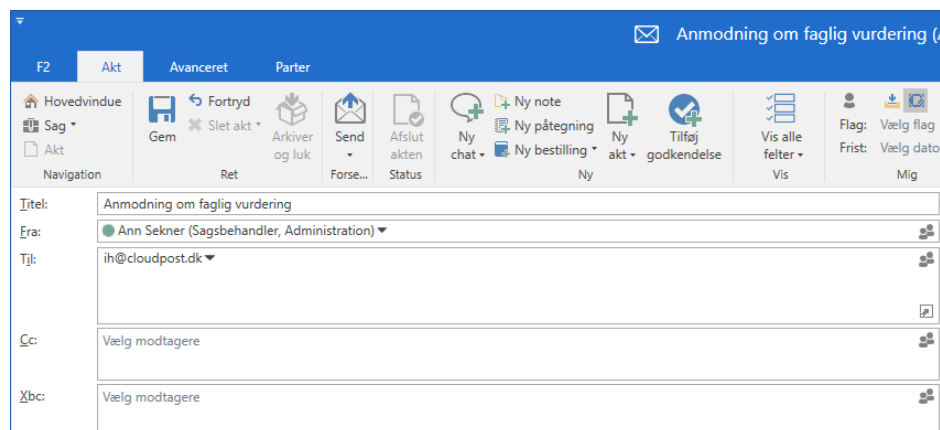 Anmodning om faglig vurdering (
F2 Akt Avanceret Parter
Hovedvindue
Sag
Akt
Navigation
Gem
Fortryd
Slet akt
Arkiver og luk
Ret
Send
Forse...
Afslut akten
Status
Ny chat
Ny note
Ny påtegning
Ny bestilling
Ny akt
Tilføj godkendelse
Ny
Vis alle felter
Vis
Flag: Vælg flag
Frist: Vælg dato
Mig
Titel: Anmodning om faglig vurdering
Fra: Ann Sekner (Sagsbehandler, Administration)
Til: ih@cloudpost.dk
Cc: Vælg modtagere
Xbc: Vælg modtagere